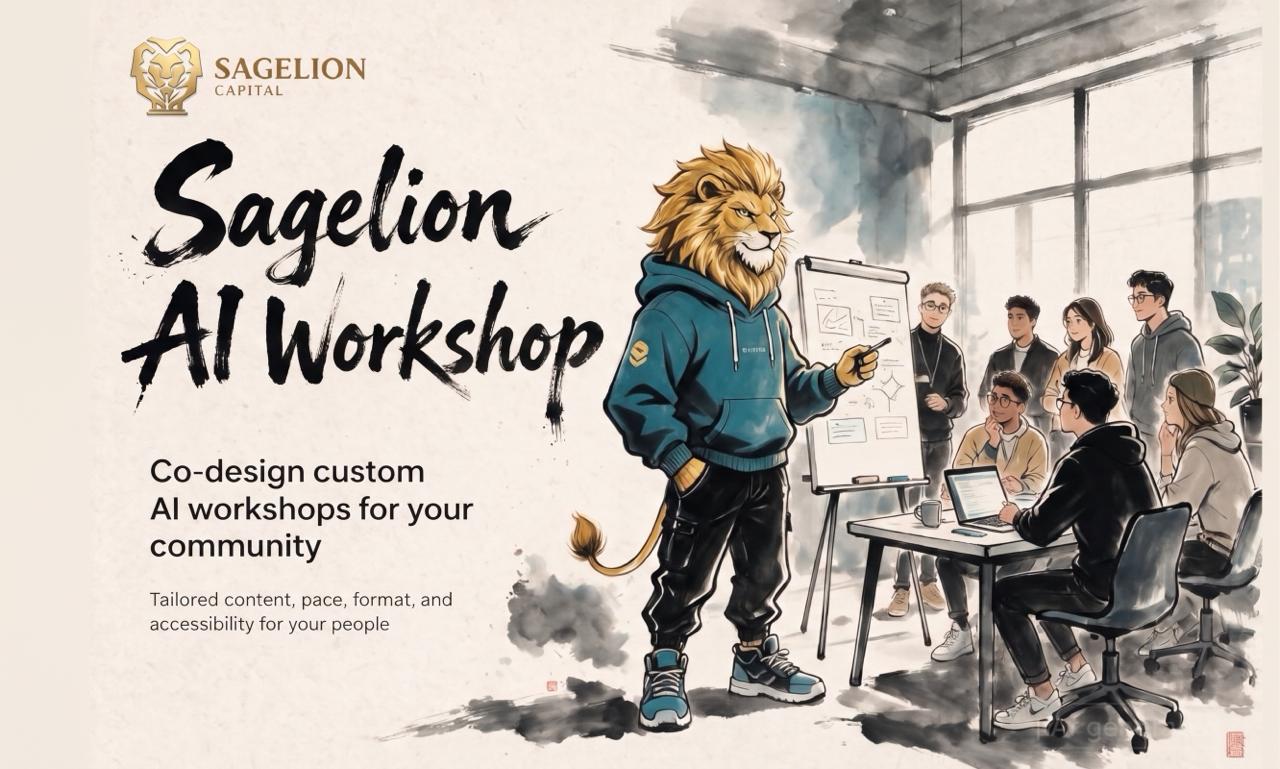 SAGELION
CAPITAL
Sagelion
AI Workshop
Co-design custom
AI workshops for your
community
Tailored content, pace, format, and
accessibility for your people